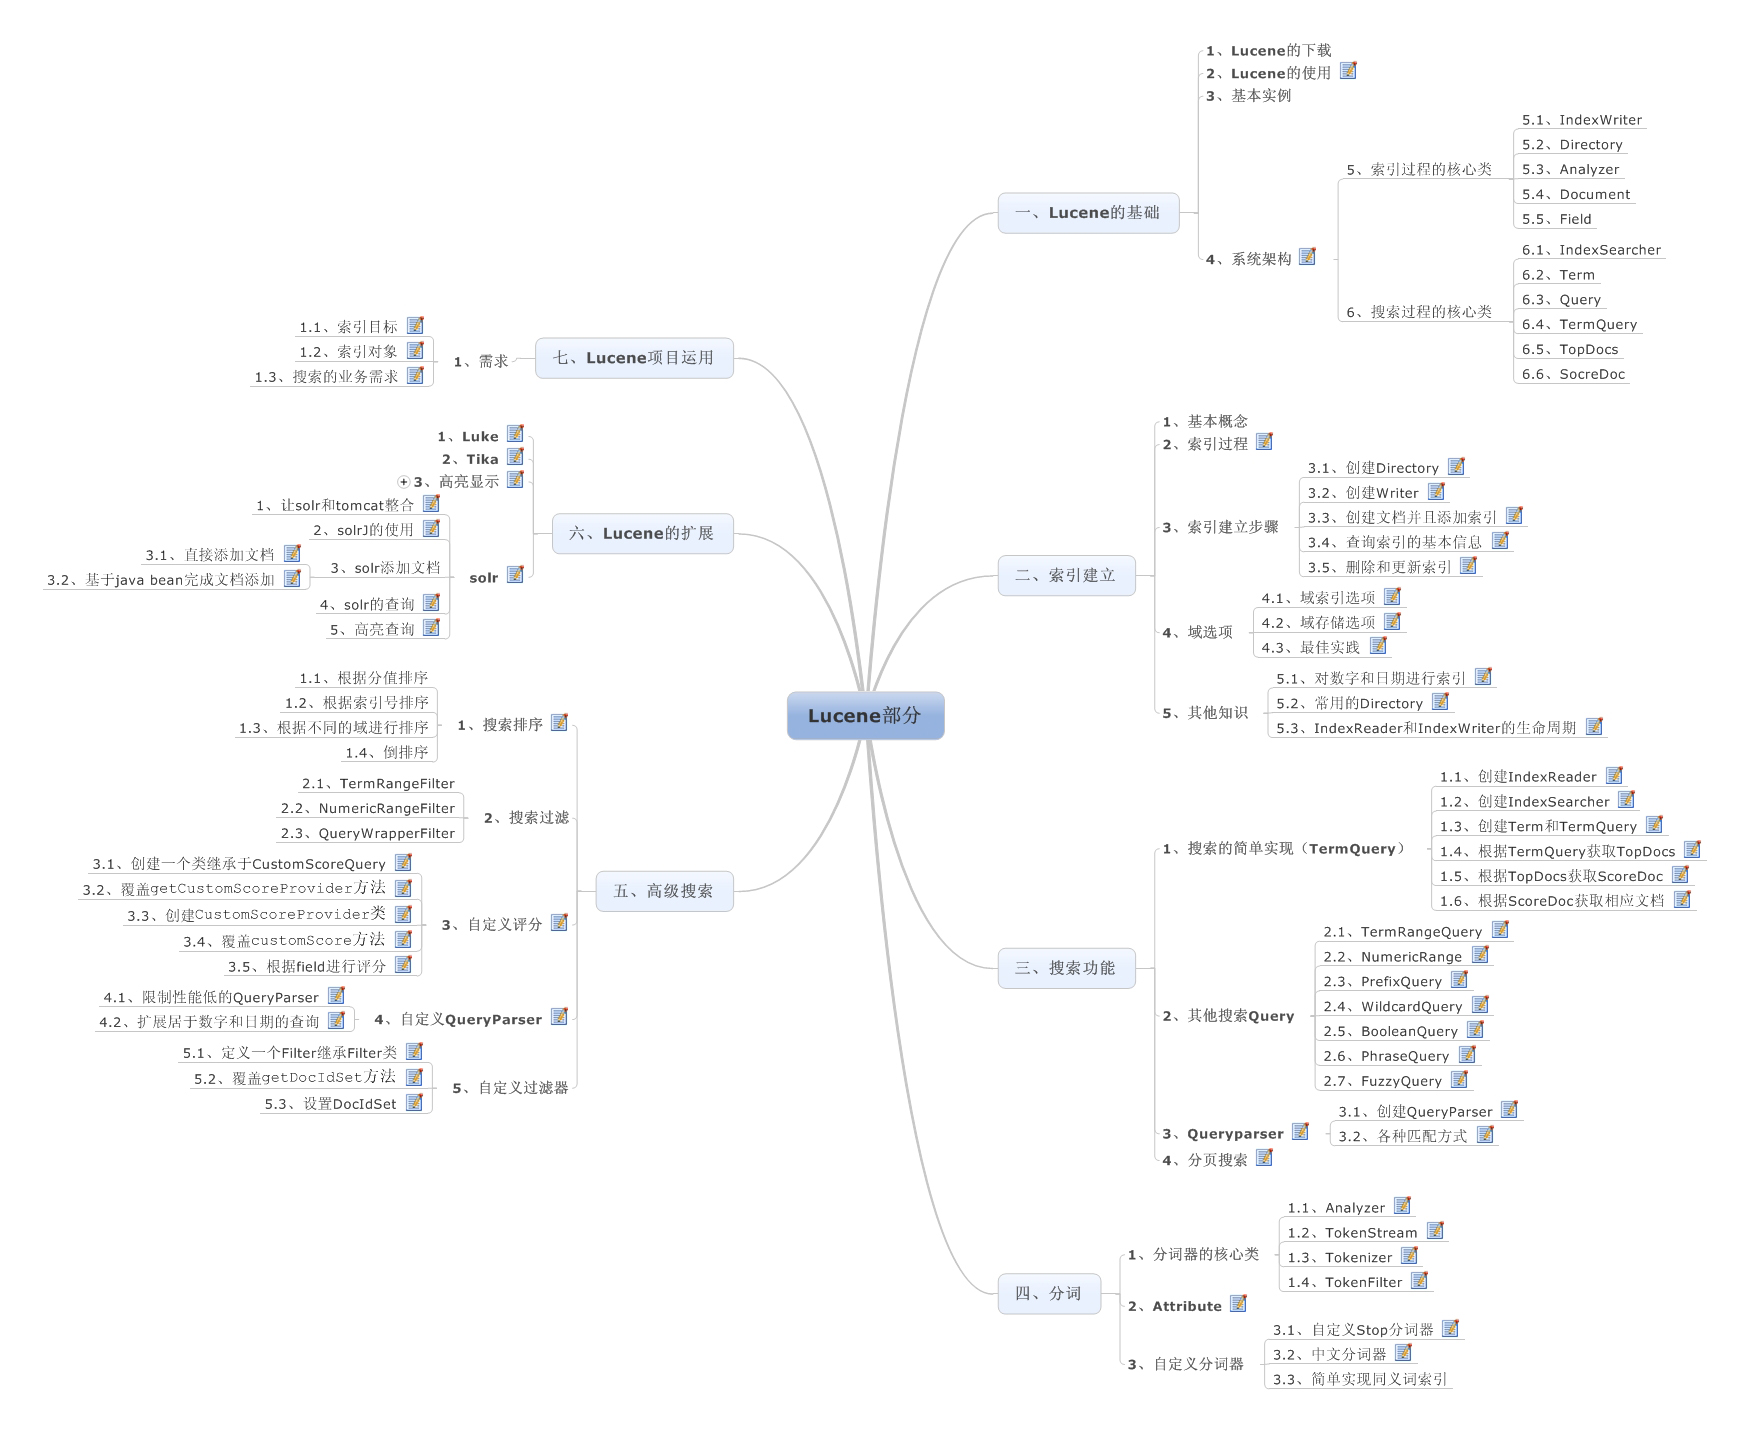 Lucene部分
一、Lucene的基础
1、Lucene的下载
2、Lucene的使用
3、基本实例
4、系统架构
5、索引过程的核心类
5.1、IndexWriter
5.2、Directory
5.3、Analyzer
5.4、Document
5.5、Field
6、搜索过程的核心类
6.1、IndexSearcher
6.2、Term
6.3、Query
6.4、TermQuery
6.5、TopDocs
6.6、SocreDoc
二、索引建立
1、基本概念
2、索引过程
3、索引建立步骤
3.1、创建Directory
3.2、创建Writer
3.3、创建文档并且添加索引
3.4、查询索引的基本信息
3.5、删除和更新索引
4、域选项
4.1、域索引选项
4.2、域存储选项
4.3、最佳实践
5、其他知识
5.1、对数字和日期进行索引
5.2、常用的Directory
5.3、IndexReader和IndexWriter的生命周期
三、搜索功能
1、搜索的简单实现（TermQuery）
1.1、创建IndexReader
1.2、创建IndexSearcher
1.3、创建Term和TermQuery
1.4、根据TermQuery获取TopDocs
1.5、根据TopDocs获取ScoreDoc
1.6、根据ScoreDoc获取相应文档
2、其他搜索Query
2.1、TermRangeQuery
2.2、NumericRange
2.3、PrefixQuery
2.4、WildcardQuery
2.5、BooleanQuery
2.6、PhraseQuery
2.7、FuzzyQuery
3、Queryparser
3.1、创建QueryParser
3.2、各种匹配方式
4、分页搜索
四、分词
1、分词器的核心类
1.1、Analyzer
1.2、TokenStream
1.3、Tokenizer
1.4、TokenFilter
2、Attribute
3、自定义分词器
3.1、自定义Stop分词器
3.2、中文分词器
3.3、简单实现同义词索引
五、高级搜索
1、搜索排序
1.1、根据分值排序
1.2、根据索引号排序
1.3、根据不同的域进行排序
1.4、倒排序
2、搜索过滤
2.1、TermRangeFilter
2.2、NumericRangeFilter
2.3、QueryWrapperFilter
3、自定义评分
3.1、创建一个类继承于CustomScoreQuery
3.2、覆盖getCustomScoreProvider方法
3.3、创建CustomScoreProvider类
3.4、覆盖customScore方法
3.5、根据field进行评分
4、自定义QueryParser
4.1、限制性能低的QueryParser
4.2、扩展居于数字和日期的查询
5、自定义过滤器
5.1、定义一个Filter继承Filter类
5.2、覆盖getDocIdSet方法
5.3、设置DocIdSet
六、Lucene的扩展
1、Luke
2、Tika
3、高亮显示
solr
1、让solr和tomcat整合
2、solrJ的使用
3、solr添加文档
3.1、直接添加文档
3.2、基于java bean完成文档添加
4、solr的查询
5、高亮查询
七、Lucene项目运用
1、需求
1.1、索引目标
1.2、索引对象
1.3、搜索的业务需求